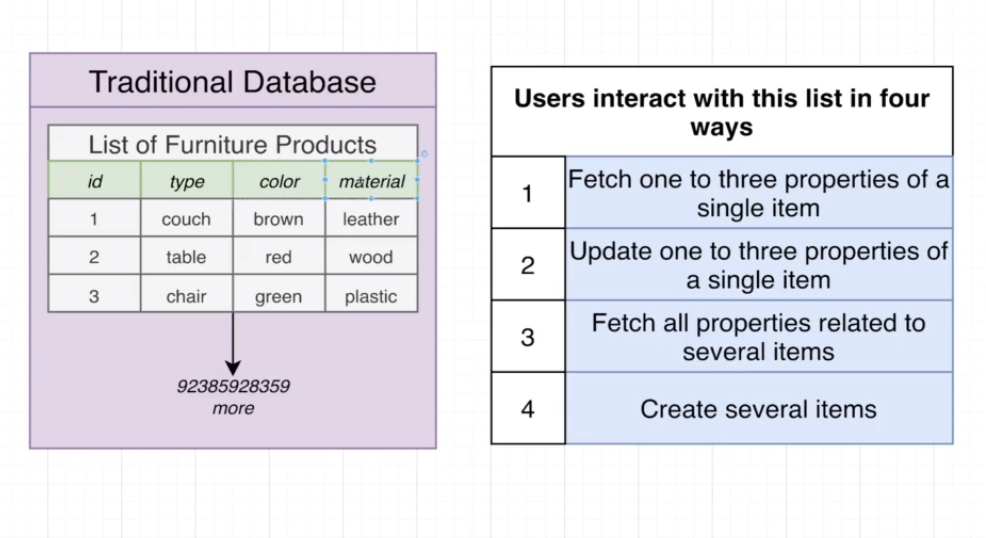 Traditional Database
List of Furniture Products
id type color material
1 couch brown leather
2 table red wood
3 chair green plastic
92385928359
more
Users interact with this list in four
ways
1 Fetch one to three properties of a
single item
2 Update one to three properties of
a single item
3 Fetch all properties related to
several items
4 Create several items